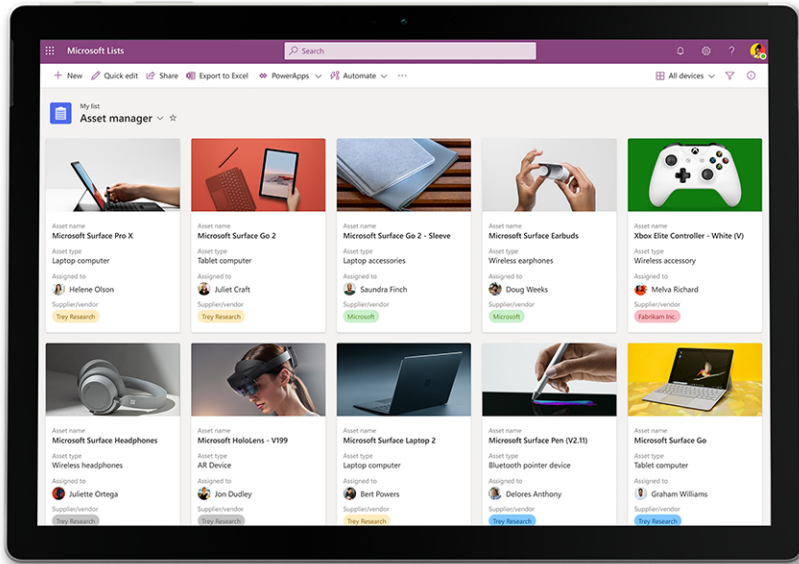 Microsoft Lists
Search
?
New
Quick edit
Share
Export to Excel
PowerApps
Automate
All devices
My list
Asset manager
Asset name
Microsoft Surface Pro X
Asset type
Laptop computer
Assigned to
Helene Olson
Supplier/vendor
Trey Research
Asset name
Microsoft Surface Go 2
Asset type
Tablet computer
Assigned to
Juliet Craft
Supplier/vendor
Trey Research
Asset name
Microsoft Surface Go 2 - Sleeve
Asset type
Laptop accessories
Assigned to
Saundra Finch
Supplier/vendor
Microsoft
Asset name
Microsoft Surface Earbuds
Asset type
Wireless earphones
Assigned to
Doug Weeks
Supplier/vendor
Microsoft
Asset name
Xbox Elite Controller - White (V)
Asset type
Wireless accessory
Assigned to
Melva Richard
Supplier/vendor
Fabrikam Inc.
Asset name
Microsoft Surface Headphones
Asset type
Wireless headphones
Assigned to
Juliette Ortega
Supplier/vendor
Trey Research
Asset name
Microsoft HoloLens - V199
Asset type
AR Device
Assigned to
Jon Dudley
Supplier/vendor
Trey Research
Asset name
Microsoft Surface Laptop 2
Asset type
Laptop computer
Assigned to
Bert Powers
Supplier/vendor
Trey Research
Asset name
Microsoft Surface Pen (V2.11)
Asset type
Bluetooth pointer device
Assigned to
Delores Anthony
Supplier/vendor
Trey Research
Asset name
Microsoft Surface Go
Asset type
Tablet computer
Assigned to
Graham Williams
Supplier/vendor
Trey Research